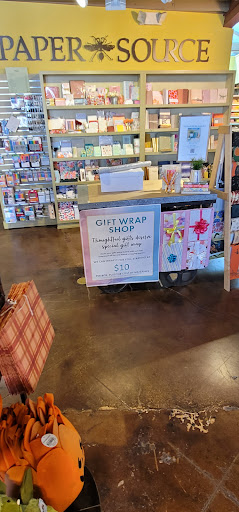 PAPER SOURCE
GIFT WRAP
SHOP
Thoughtful gifts deserve
special gift wrap
$10